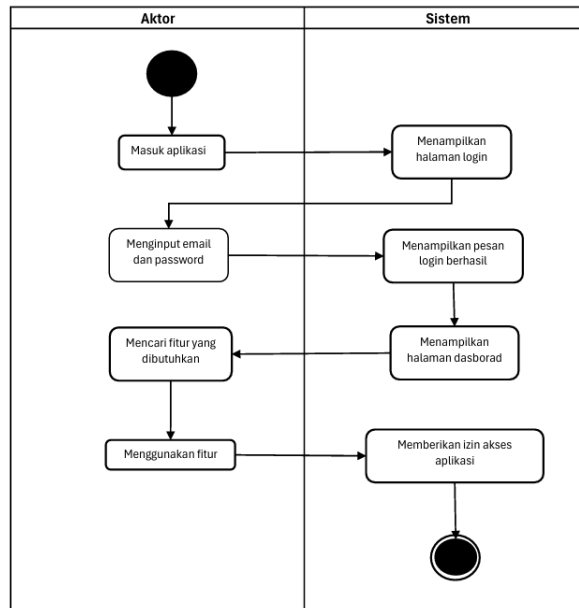 Aktor
Sistem
Masuk aplikasi
Menampilkan
halaman login
Menginput email
dan password
Menampilkan pesan
login berhasil
Menampilkan
halaman dasborad
Mencari fitur yang
dibutuhkan
Menggunakan fitur
Memberikan izin akses
aplikasi